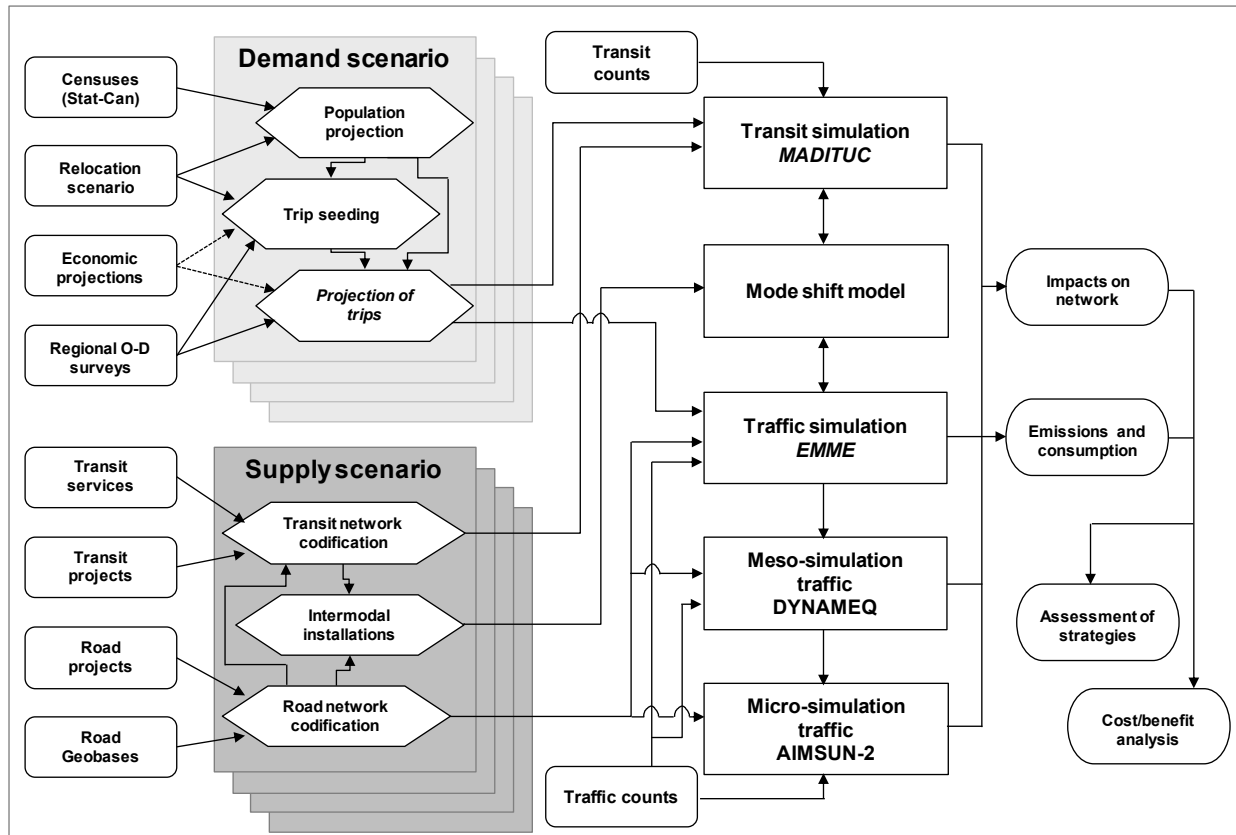 Demand scenario
Censuses
(Stat-Can)
Relocation
scenario
Economic
projections
Regional O-D
surveys
Population
projection
Trip seeding
Projection of
trips
Transit
counts
Transit simulation
MADITUC
Mode shift model
Traffic simulation
EMME
Meso-simulation
traffic
DYNAMEQ
Micro-simulation
traffic
AIMSUN-2
Impacts on
network
Emissions and
consumption
Assessment of
strategies
Cost/benefit
analysis
Supply scenario
Transit
services
Transit
projects
Road
projects
Road
Geobases
Transit network
codification
Intermodal
installations
Road network
codification
Traffic counts